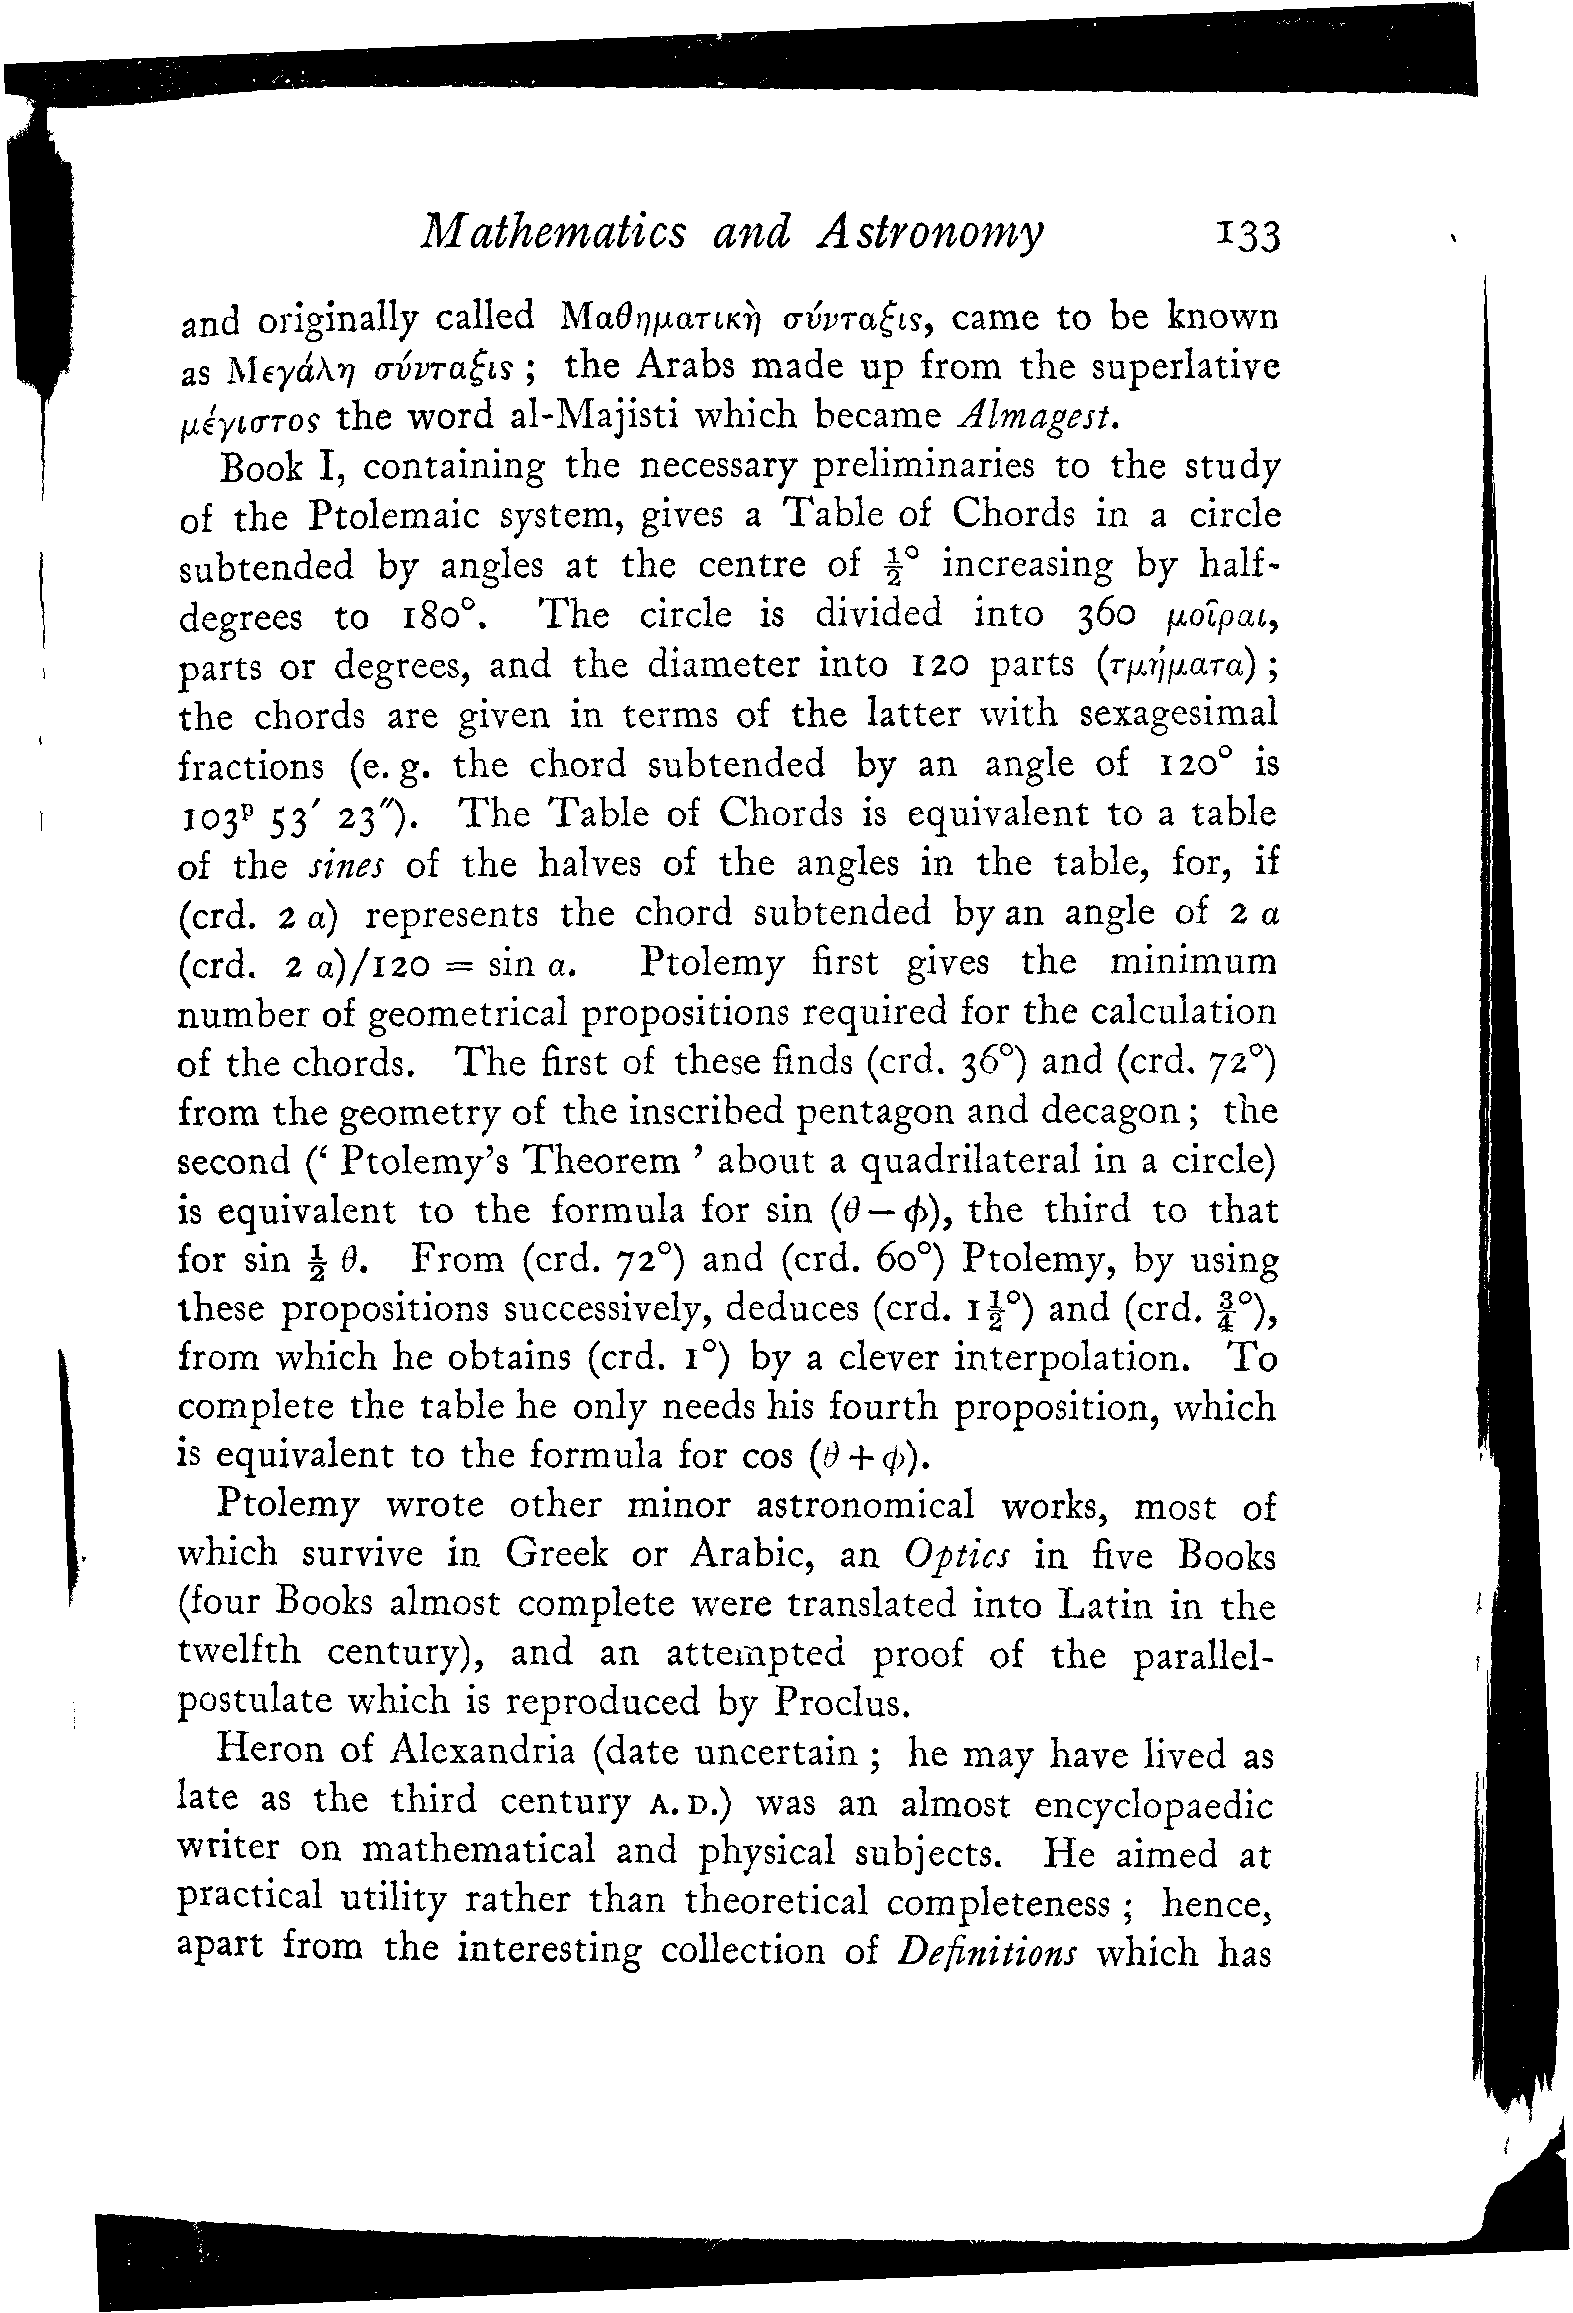 Mathematics and Astronomy 133
and originally called Μαθηματικὴ σύνταξις, came to be known
as Μεγάλη σύνταξις ; the Arabs made up from the superlative
μέγιστος the word al-Majisti which became Almagest.
Book I, containing the necessary preliminaries to the study
of the Ptolemaic system, gives a Table of Chords in a circle
subtended by angles at the centre of ½° increasing by half-
degrees to 180°. The circle is divided into 360 μοῖραι,
parts or degrees, and the diameter into 120 parts (τμήματα) ;
the chords are given in terms of the latter with sexagesimal
fractions (e. g. the chord subtended by an angle of 120° is
103ᵖ 53′ 23″). The Table of Chords is equivalent to a table
of the sines of the halves of the angles in the table, for, if
(crd. 2 α) represents the chord subtended by an angle of 2 α
(crd. 2 α)/120 = sin α. Ptolemy first gives the minimum
number of geometrical propositions required for the calculation
of the chords. The first of these finds (crd. 36°) and (crd. 72°)
from the geometry of the inscribed pentagon and decagon ; the
second (‘ Ptolemy’s Theorem ’ about a quadrilateral in a circle)
is equivalent to the formula for sin (θ – φ), the third to that
for sin ½ θ. From (crd. 72°) and (crd. 60°) Ptolemy, by using
these propositions successively, deduces (crd. 1½°) and (crd. ¾°),
from which he obtains (crd. 1°) by a clever interpolation. To
complete the table he only needs his fourth proposition, which
is equivalent to the formula for cos (θ + φ).
Ptolemy wrote other minor astronomical works, most of
which survive in Greek or Arabic, an Optics in five Books
(four Books almost complete were translated into Latin in the
twelfth century), and an attempted proof of the parallel-
postulate which is reproduced by Proclus.
Heron of Alexandria (date uncertain ; he may have lived as
late as the third century A. D.) was an almost encyclopaedic
writer on mathematical and physical subjects. He aimed at
practical utility rather than theoretical completeness ; hence,
apart from the interesting collection of Definitions which has